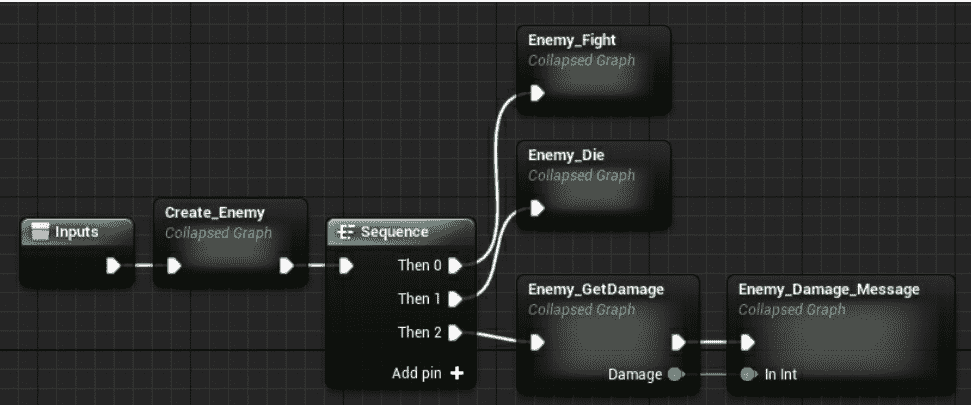 Enemy_Fight
Collapsed Graph
Enemy_Die
Collapsed Graph
Inputs
Create_Enemy
Collapsed Graph
Sequence
Then 0
Then 1
Then 2
Add pin
Enemy_GetDamage
Collapsed Graph
Damage
Enemy_Damage_Message
Collapsed Graph
In Int